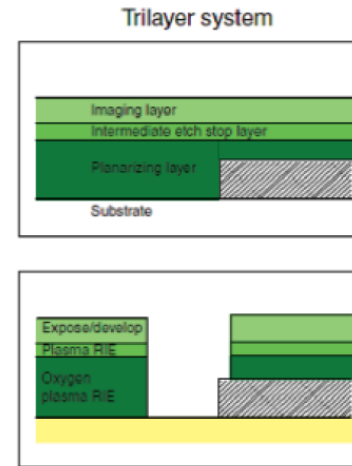 Trilayer system
Imaging layer
Intermediate etch stop layer
Planarizing layer
Substrate
Expose/develop
Plasma RIE
Oxygen
plasma RIE